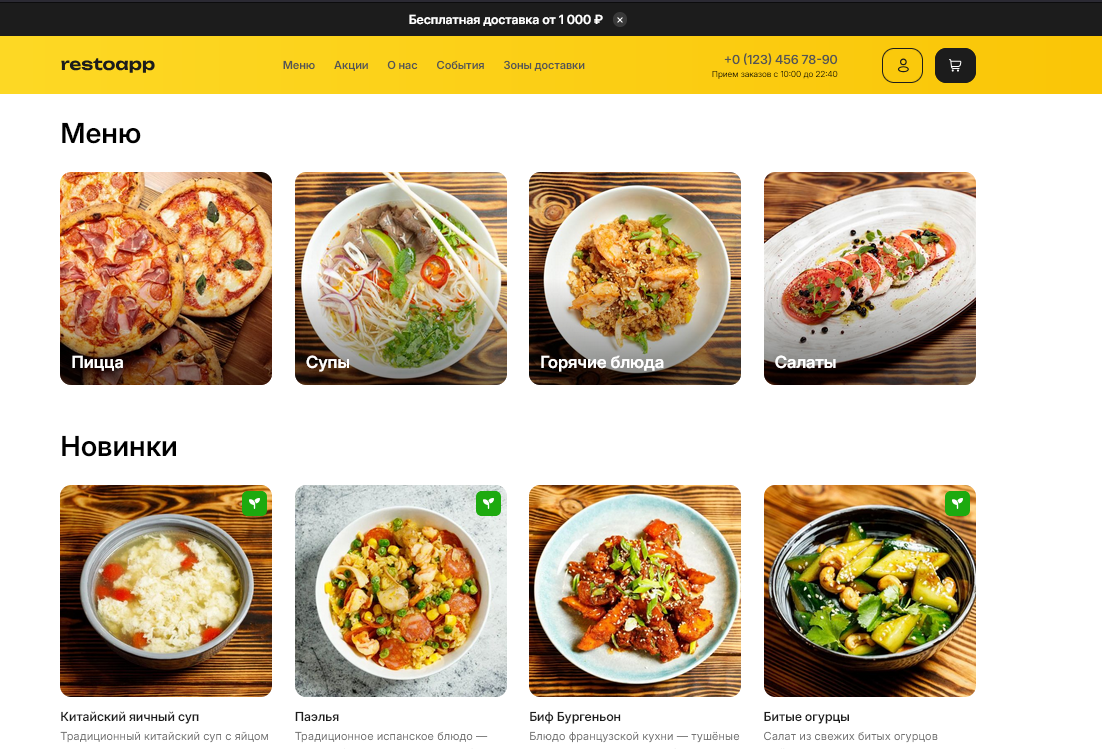 Бесплатная доставка от 1 000 ₽
restoapp
Меню Акции О нас События Зоны доставки
+0 (123) 456 78-90
Прием заказов с 10:00 до 22:40
Меню
Пицца
Супы
Горячие блюда
Салаты
Новинки
Китайский яичный суп
Традиционный китайский суп с яйцом
Паэлья
Традиционное испанское блюдо —
Биф Бургеньон
Блюдо французской кухни — тушёные
Битые огурцы
Салат из свежих битых огурцов